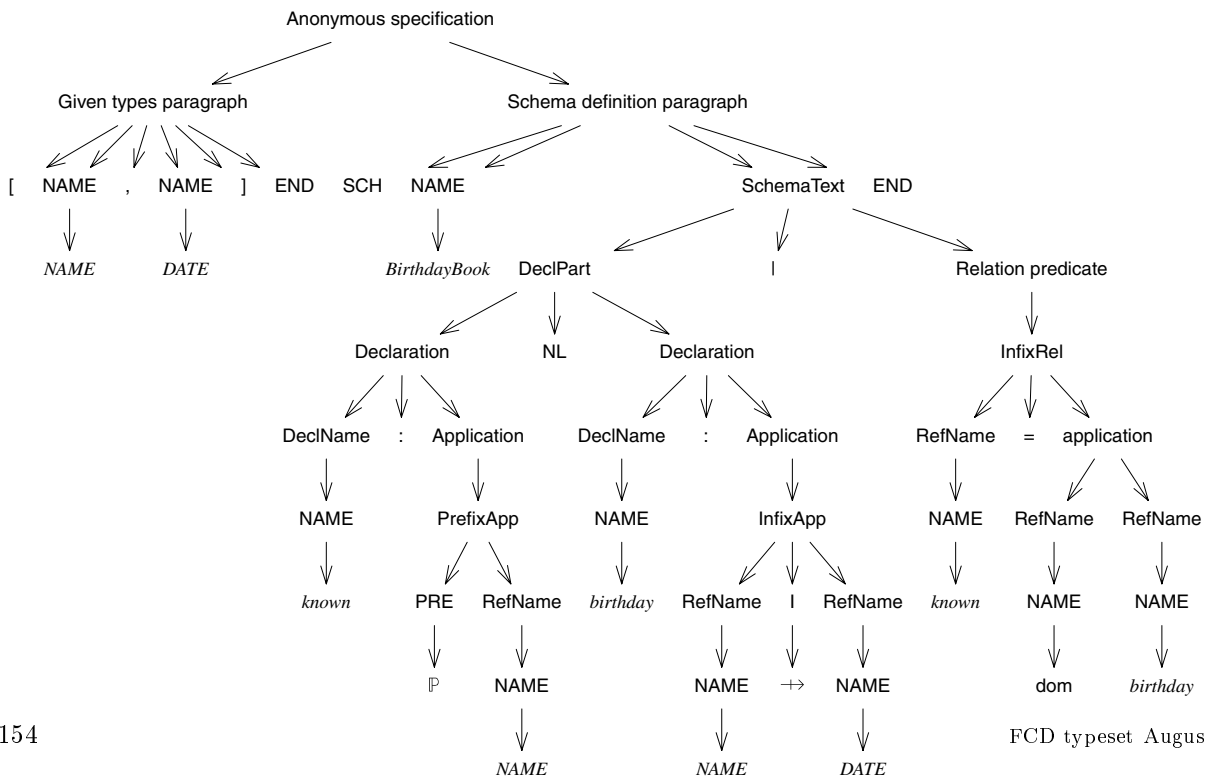 Anonymous specification
Given types paragraph Schema definition paragraph
[ NAME , NAME ] END SCH NAME SchemaText END
NAME DATE BirthdayBook DeclPart | Relation predicate
Declaration NL Declaration InfixRel
DeclName : Application DeclName : Application RefName = application
NAME PrefixApp NAME InfixApp NAME RefName RefName
known PRE RefName birthday RefName I RefName known NAME NAME
ℙ NAME NAME ⇸ NAME dom birthday
154 FCD typeset Augus
NAME NAME DATE